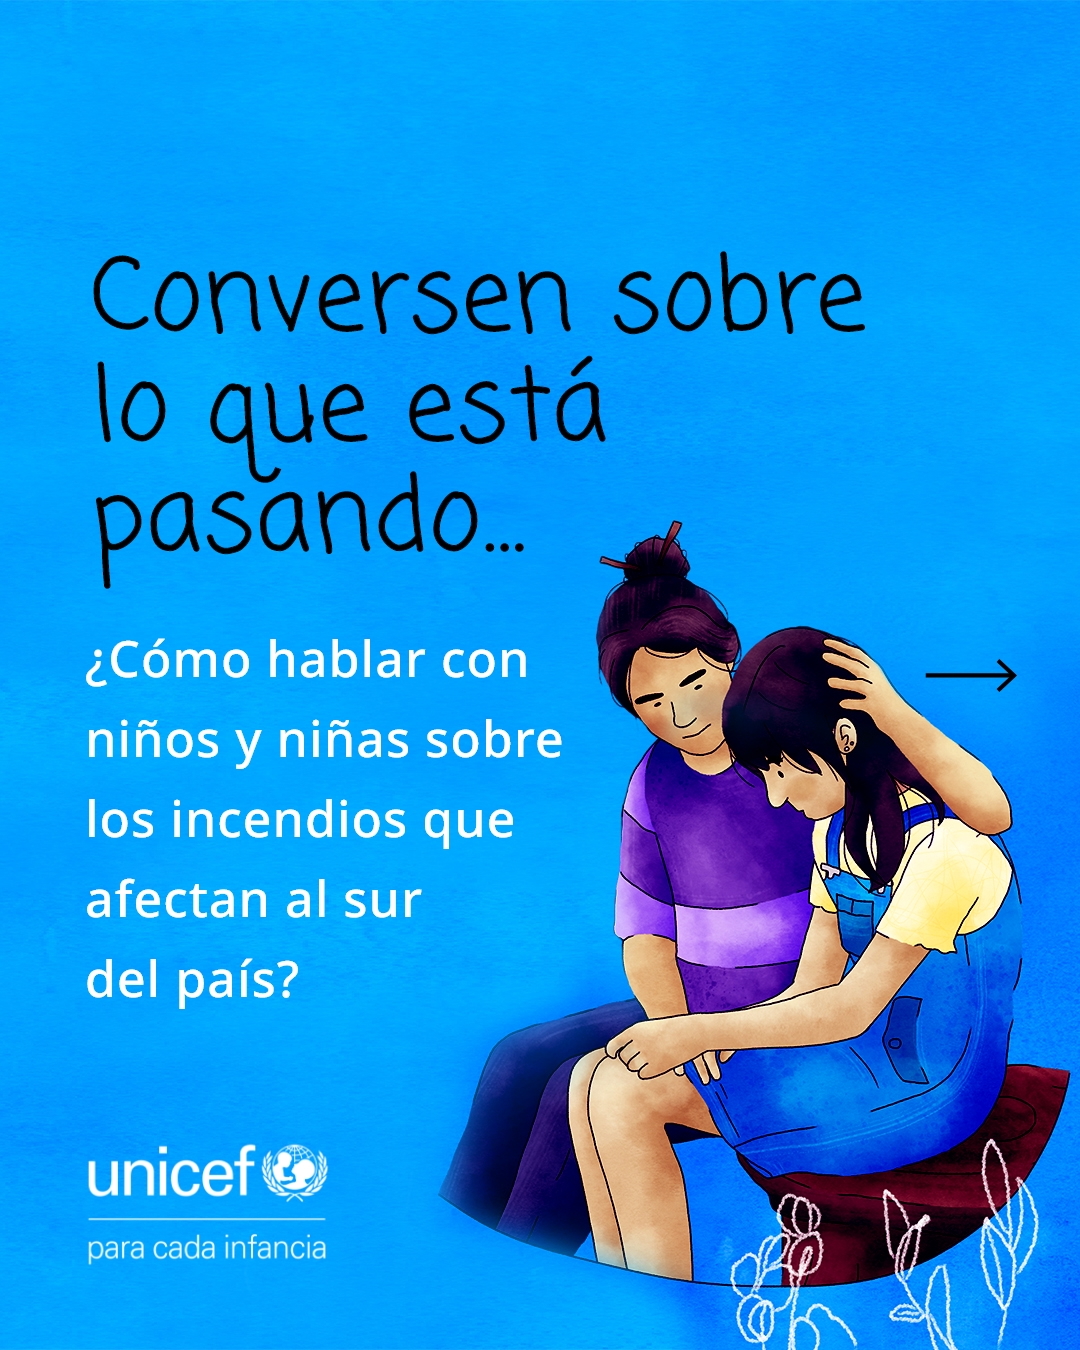 Conversen sobre
lo que está
pasando...
¿Cómo hablar con
niños y niñas sobre
los incendios que
afectan al sur
del país?
unicef
para cada infancia